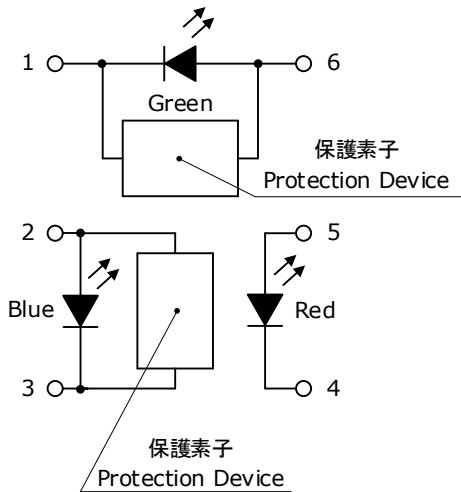 1
6
Green
保護素子
Protection Device
2
5
Blue
Red
3
4
保護素子
Protection Device